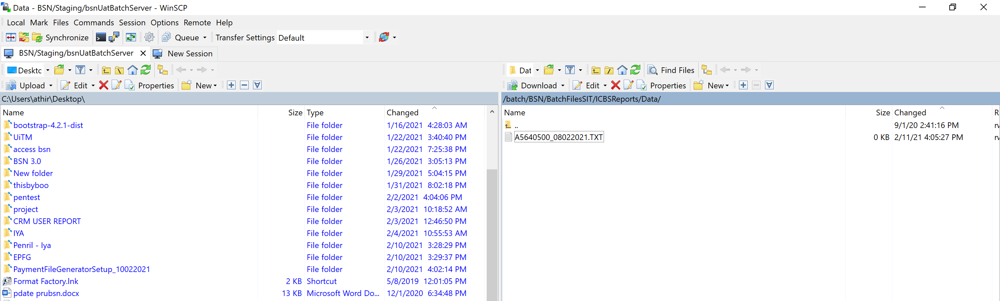 Data - BSN/Staging/bsnUatBatchServer - WinSCP
Local Mark Files Commands Session Options Remote Help
Synchronize Queue Transfer Settings Default
BSN/Staging/bsnUatBatchServer New Session
Desktc Dat Find Files
Upload Edit Properties New Download Edit Properties New
C:\Users\athir\Desktop\ /batch/BSN/BatchFilesSIT/ICBSReports/Data/
Name Size Type Changed Name Size Changed R
bootstrap-4.2.1-dist File folder 1/16/2021 4:28:03 AM .. 9/1/20 2:41:16 PM
UiTM File folder 1/22/2021 3:40:40 PM A5640500_08022021.TXT 0 KB 2/11/21 4:05:27 PM
access bsn File folder 1/22/2021 7:25:38 PM
BSN 3.0 File folder 1/26/2021 3:05:13 PM
New folder File folder 1/29/2021 5:04:15 PM
thisbyboo File folder 1/31/2021 8:02:18 PM
pentest File folder 2/2/2021 4:04:06 PM
project File folder 2/3/2021 10:18:52 AM
CRM USER REPORT File folder 2/3/2021 12:46:50 PM
IYA File folder 2/4/2021 10:55:53 AM
Penril - Iya File folder 2/10/2021 3:28:29 PM
EPFG File folder 2/10/2021 3:29:37 PM
PaymentFileGeneratorSetup_10022021 File folder 2/10/2021 4:02:14 PM
Format Factory.lnk 2 KB Shortcut 5/8/2019 12:01:05 PM
pdate prubsn.docx 13 KB Microsoft Word Do... 12/1/2020 6:34:48 PM